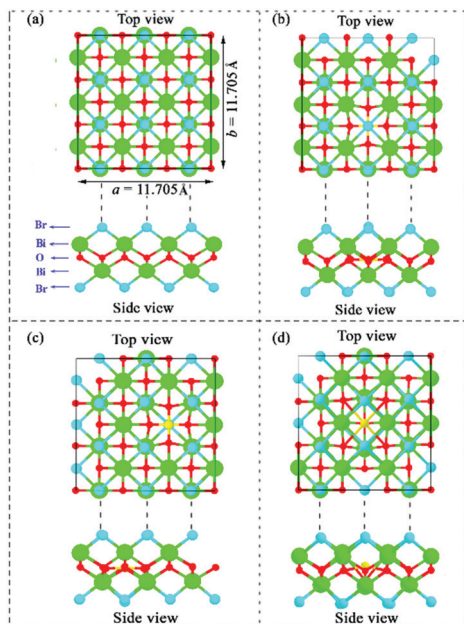 (a)
Top view
b = 11.705 Å
a = 11.705Å
Br
Bi
O
Bi
Br
Side view
(b)
Top view
Side view
(c)
Top view
Side view
(d)
Top view
Side view